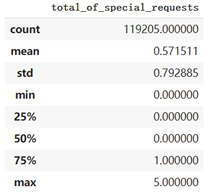 total_of_special_requests
count 119205.000000
mean 0.571511
std 0.792885
min 0.000000
25% 0.000000
50% 0.000000
75% 1.000000
max 5.000000